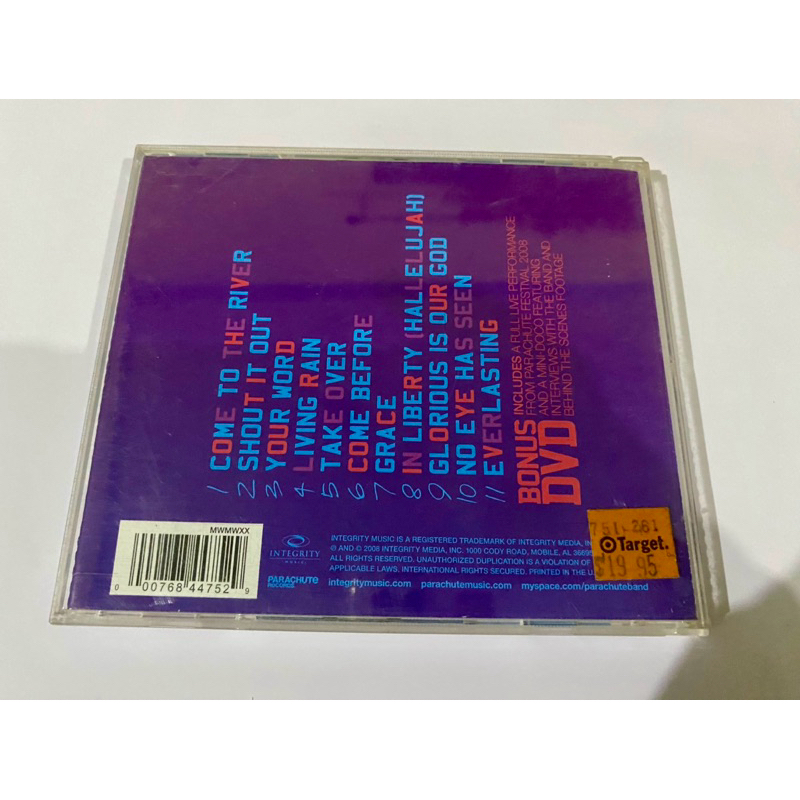 1 COME TO THE RIVER
2 SHOUT IT OUT
3 YOUR WORD
4 LIVING RAIN
5 TAKE OVER
6 COME BEFORE
7 GRACE
8 IN LIBERTY (HALLELUJAH)
9 GLORIOUS IS OUR GOD
10 NO EYE HAS SEEN
11 EVERLASTING
BONUS
DVD
INCLUDES A FULL LIVE PERFORMANCE
FROM PARACHUTE FESTIVAL 2008
AND A MINI-DOCO FEATURING
INTERVIEWS WITH THE BAND AND
BEHIND THE SCENES FOOTAGE
MWMWXX
0 00768 44752 9
INTEGRITY
MUSIC
PARACHUTE
RECORDS
INTEGRITY MUSIC IS A REGISTERED TRADEMARK OF INTEGRITY MEDIA,
℗ AND © 2008 INTEGRITY MEDIA, INC. 1000 CODY ROAD, MOBILE, AL 36695
ALL RIGHTS RESERVED. UNAUTHORIZED DUPLICATION IS A VIOLATION OF
APPLICABLE LAWS. INTERNATIONAL RIGHTS SECURED. PRINTED IN THE
integritymusic.com parachutemusic.com myspace.com/parachuteband
Target.
$19.95